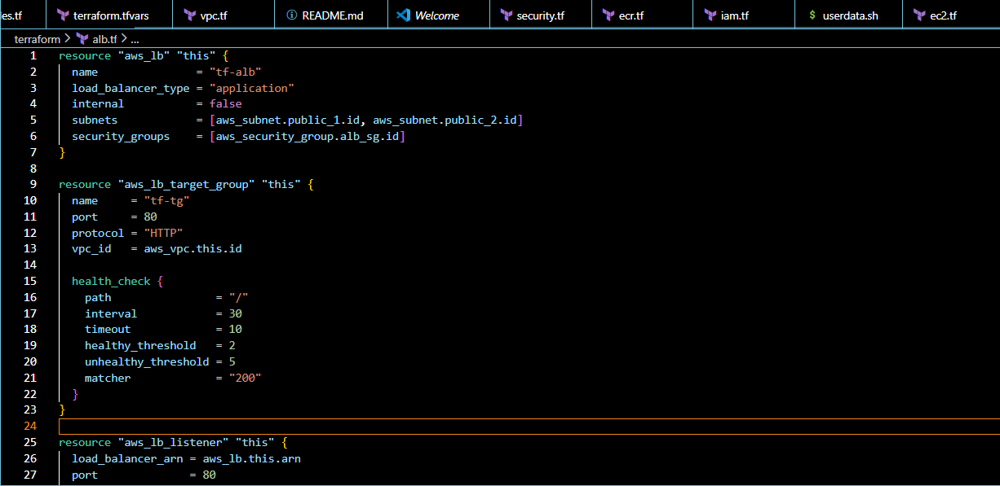 es.tf terraform.tfvars vpc.tf README.md Welcome security.tf ecr.tf iam.tf $ userdata.sh ec2.tf
terraform > alb.tf > ...
1 resource "aws_lb" "this" {
2   name               = "tf-alb"
3   load_balancer_type = "application"
4   internal           = false
5   subnets            = [aws_subnet.public_1.id, aws_subnet.public_2.id]
6   security_groups    = [aws_security_group.alb_sg.id]
7 }
8
9 resource "aws_lb_target_group" "this" {
10   name     = "tf-tg"
11   port     = 80
12   protocol = "HTTP"
13   vpc_id   = aws_vpc.this.id
14
15   health_check {
16     path                = "/"
17     interval            = 30
18     timeout             = 10
19     healthy_threshold   = 2
20     unhealthy_threshold = 5
21     matcher             = "200"
22   }
23 }
24
25 resource "aws_lb_listener" "this" {
26   load_balancer_arn = aws_lb.this.arn
27   port              = 80